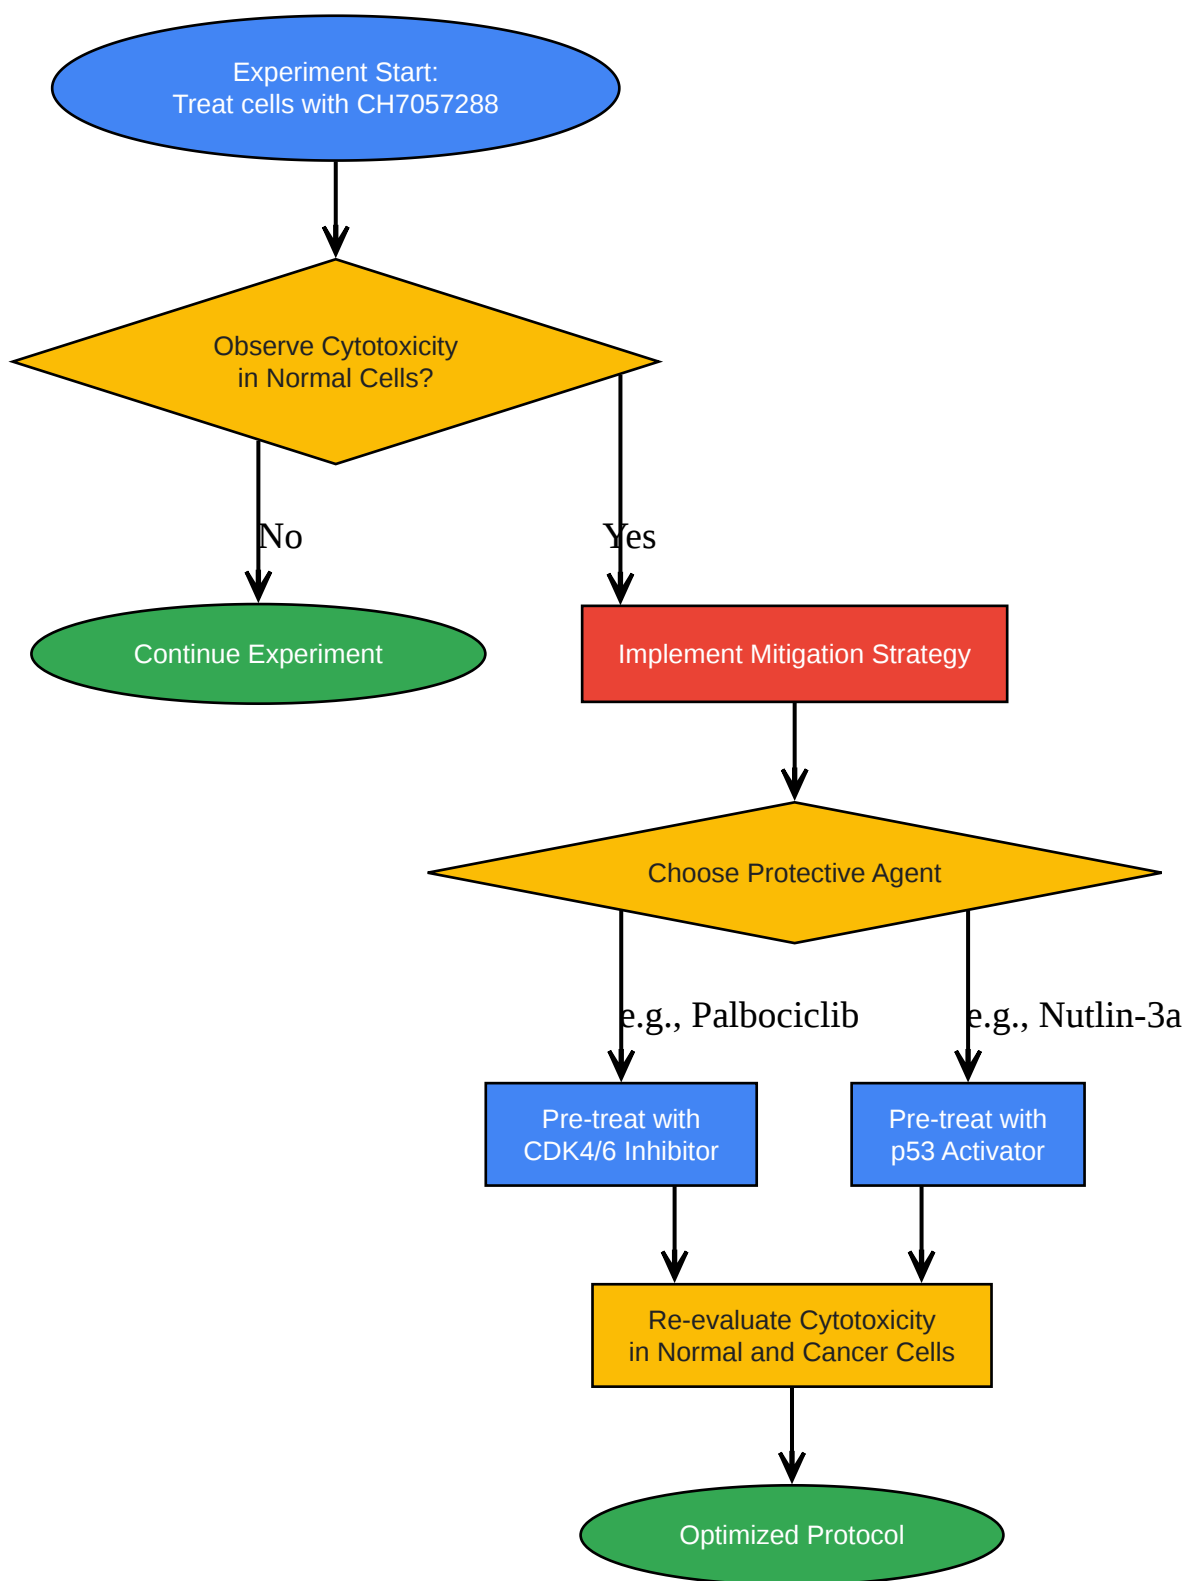 Experiment Start:
Treat cells with CH7057288
Observe Cytotoxicity
in Normal Cells?
No
Yes
Continue Experiment
Implement Mitigation Strategy
Choose Protective Agent
e.g., Palbociclib
e.g., Nutlin-3a
Pre-treat with
CDK4/6 Inhibitor
Pre-treat with
p53 Activator
Re-evaluate Cytotoxicity
in Normal and Cancer Cells
Optimized Protocol